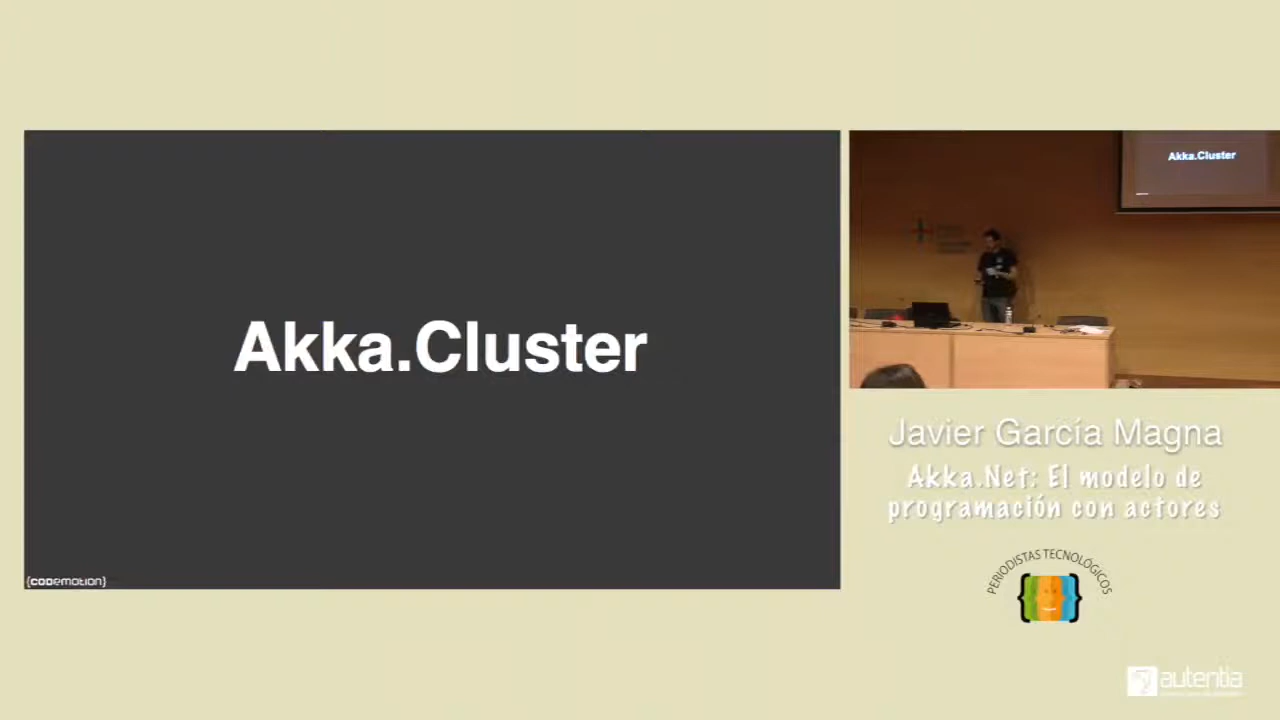 Akka.Cluster
{codemotion}
Akka.Cluster
Javier García Magna
Akka.Net: El modelo de
programación con actores
PERIODISTAS TECNOLÓGICOS
autentia